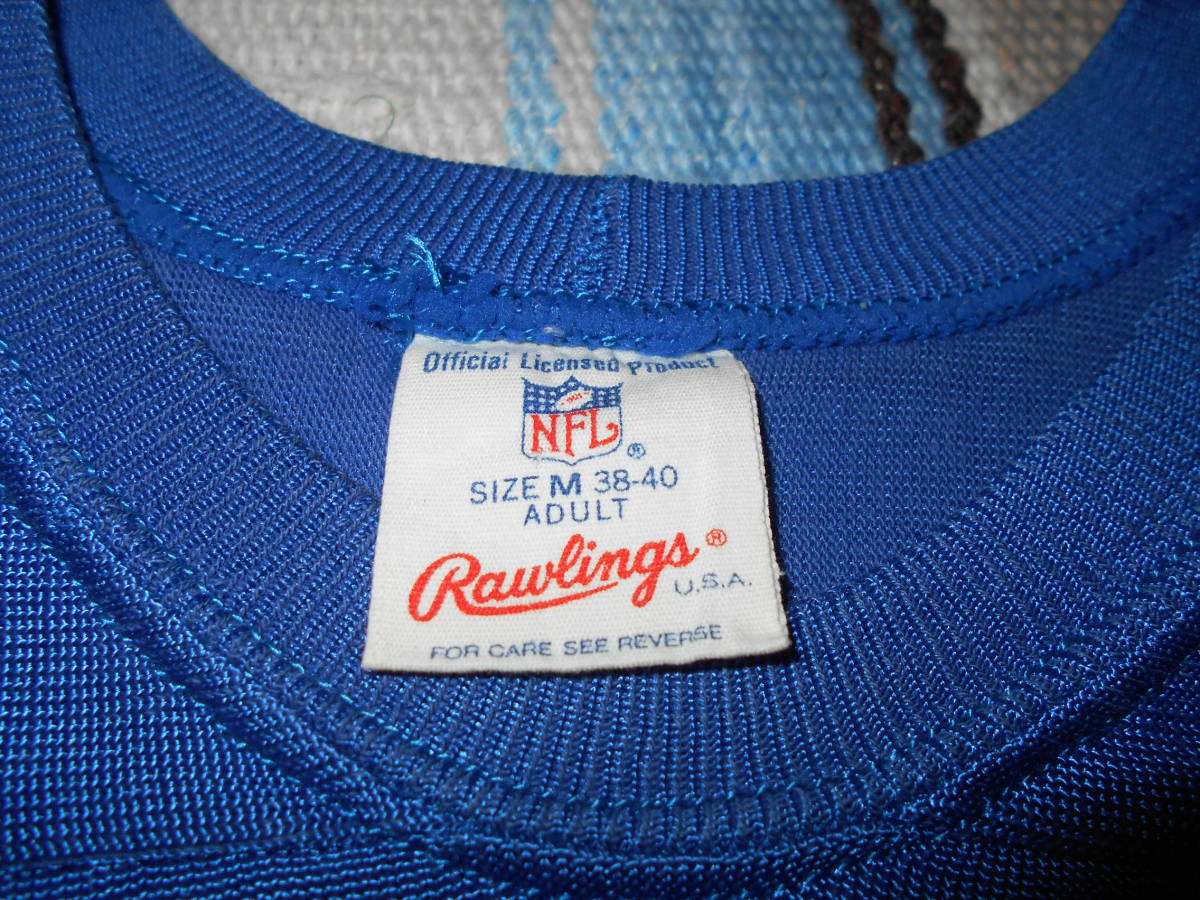 Official Licensed Product
NFL®
SIZE M 38-40
ADULT
Rawlings®
U.S.A.
FOR CARE SEE REVERSE